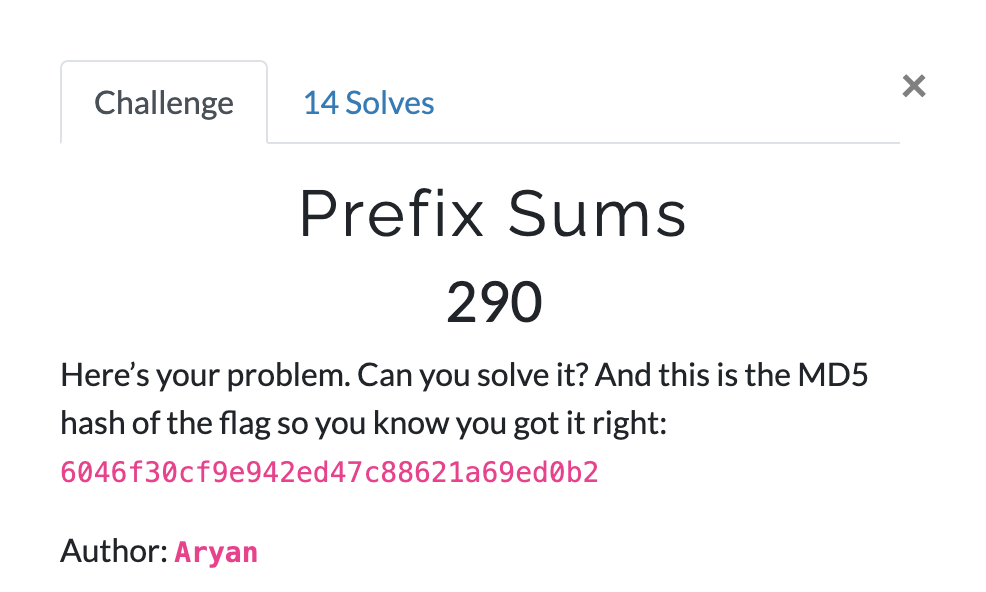 Challenge
14 Solves
×
Prefix Sums
290
Here’s your problem. Can you solve it? And this is the MD5
hash of the flag so you know you got it right:
6046f30cf9e942ed47c88621a69ed0b2
Author: Aryan